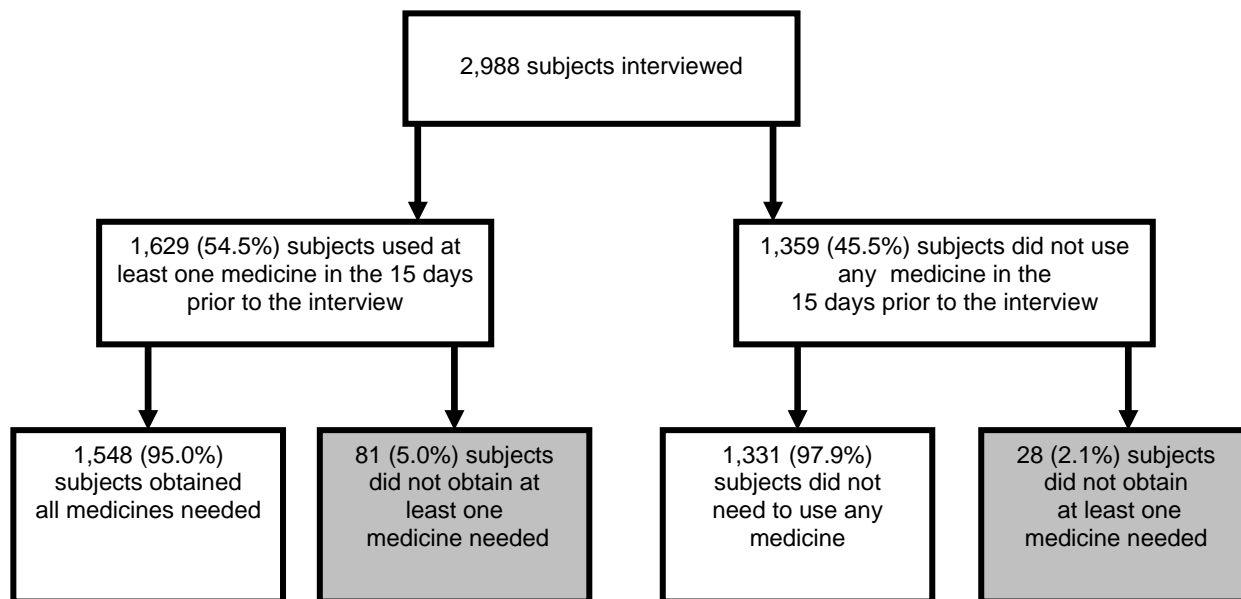 2,988 subjects interviewed
1,629 (54.5%) subjects used at
least one medicine in the 15 days
prior to the interview
1,359 (45.5%) subjects did not use
any medicine in the
15 days prior to the interview
1,548 (95.0%)
subjects obtained
all medicines needed
81 (5.0%) subjects
did not obtain at
least one
medicine needed
1,331 (97.9%)
subjects did not
need to use any
medicine
28 (2.1%) subjects
did not obtain
at least one
medicine needed